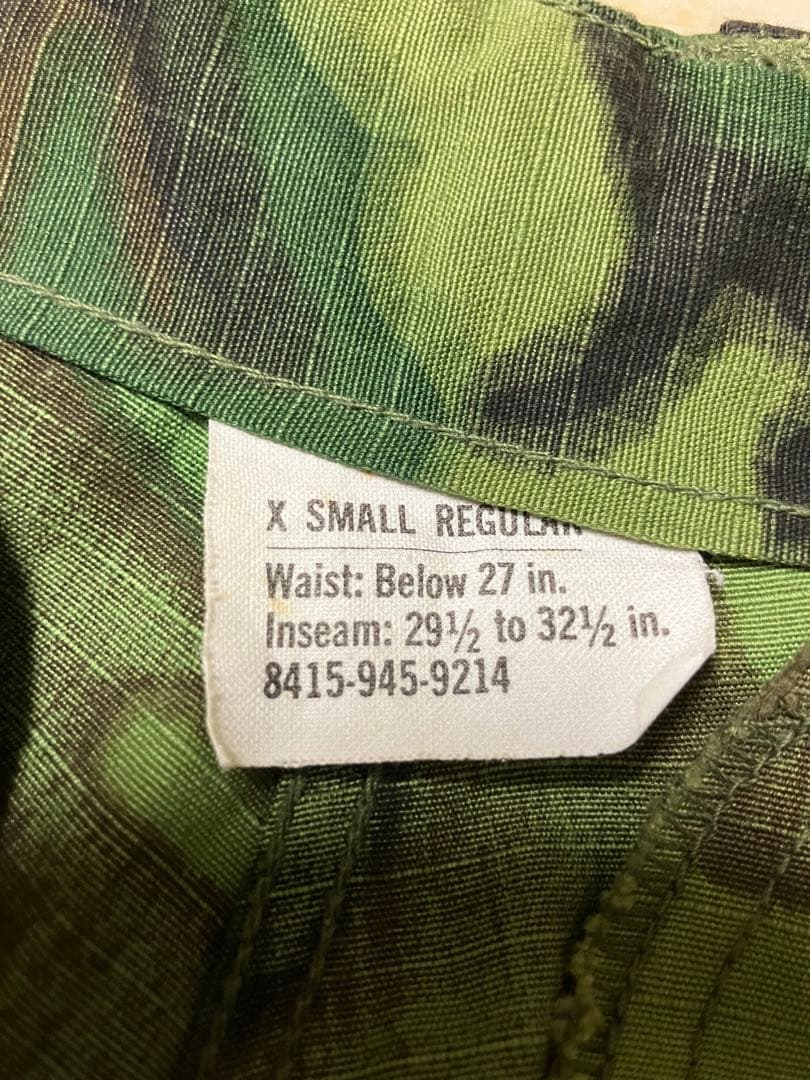 X SMALL REGULAR
Waist: Below 27 in.
Inseam: 29½ to 32½ in.
8415-945-9214